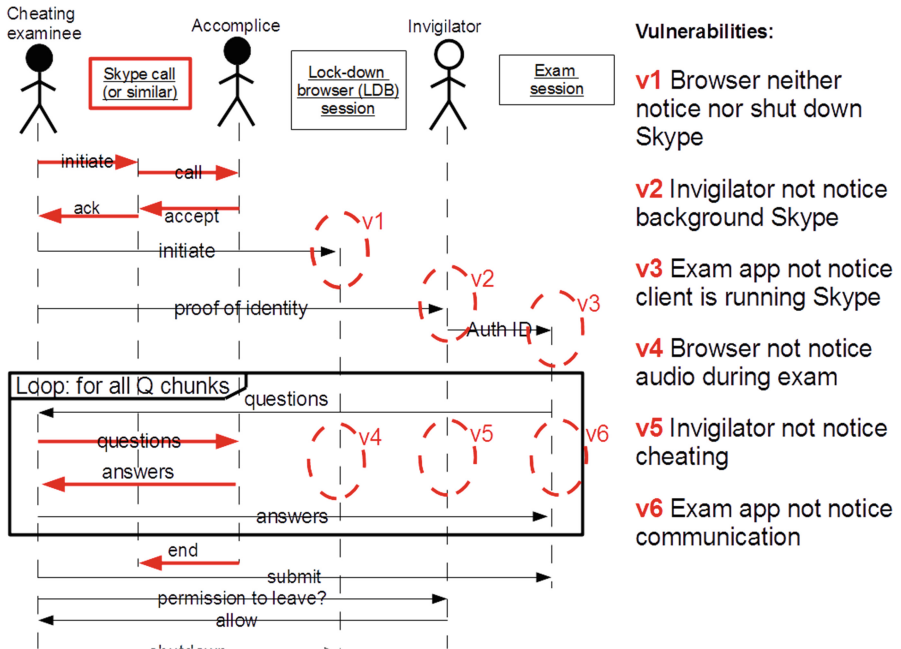 Cheating
examinee
Accomplice
Invigilator
Skype call
(or similar)
Lock-down
browser (LDB)
session
Exam
session
initiate
call
ack
accept
v1
initiate
v2
proof of identity
v3
Auth ID
Loop: for all Q chunks
questions
questions
v4
v5
v6
answers
answers
end
submit
permission to leave?
allow
Vulnerabilities:
v1 Browser neither
notice nor shut down
Skype
v2 Invigilator not notice
background Skype
v3 Exam app not notice
client is running Skype
v4 Browser not notice
audio during exam
v5 Invigilator not notice
cheating
v6 Exam app not notice
communication